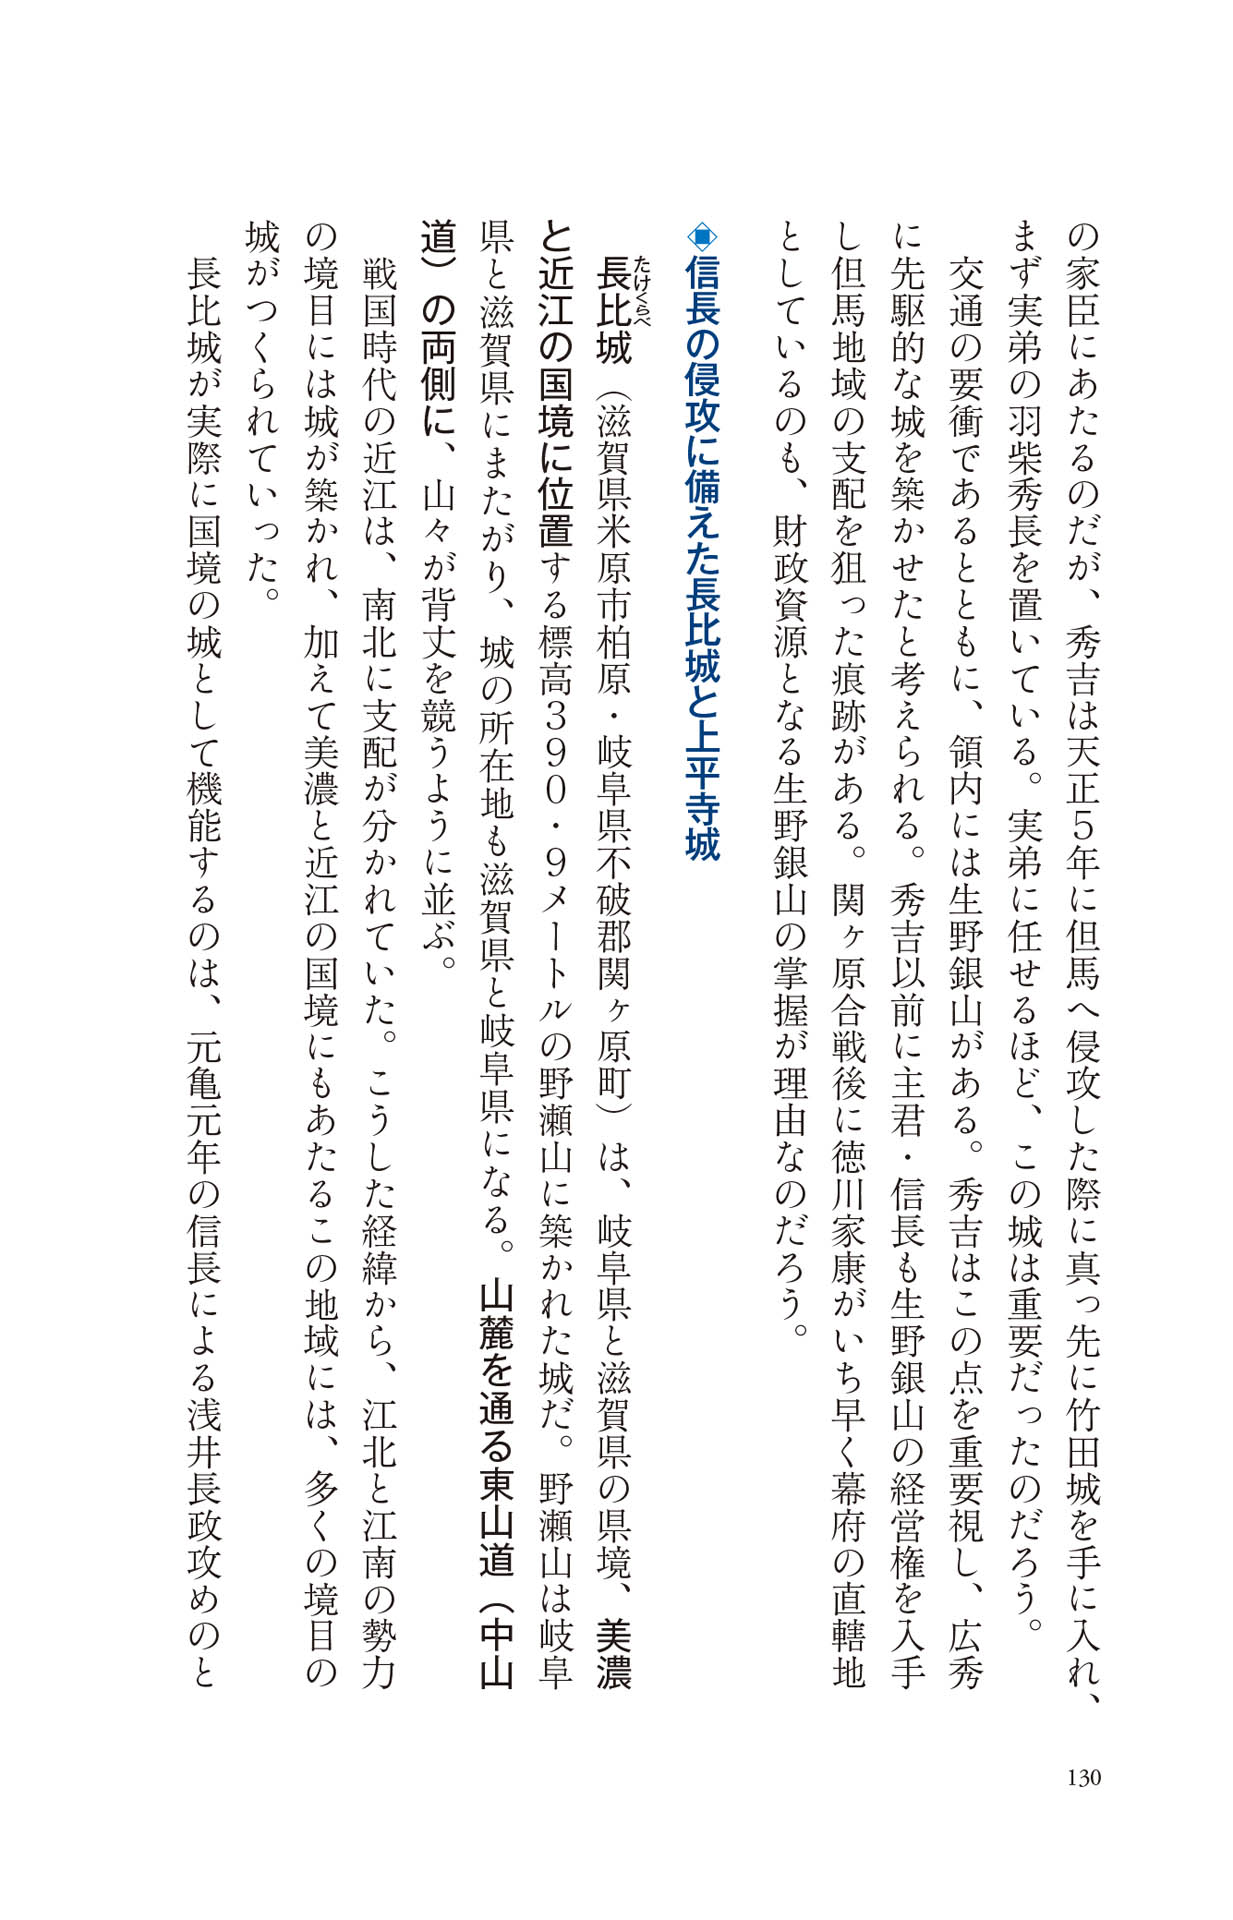 の家臣にあたるのだが、秀吉は天正５年に但馬へ侵攻した際に真っ先に竹田城を手に入れ、
まず実弟の羽柴秀長を置いている。実弟に任せるほど、この城は重要だったのだろう。
交通の要衝であるとともに、領内には生野銀山がある。秀吉はこの点を重要視し、広秀
に先駆的な城を築かせたと考えられる。秀吉以前に主君・信長も生野銀山の経営権を入手
し但馬地域の支配を狙った痕跡がある。関ヶ原合戦後に徳川家康がいち早く幕府の直轄地
としているのも、財政資源となる生野銀山の掌握が理由なのだろう。
◈信長の侵攻に備えた長比城と上平寺城
たけくらべ
長比城（滋賀県米原市柏原・岐阜県不破郡関ヶ原町）は、岐阜県と滋賀県の県境、美濃
と近江の国境に位置する標高３９０・９メートルの野瀬山に築かれた城だ。野瀬山は岐阜
県と滋賀県にまたがり、城の所在地も滋賀県と岐阜県になる。山麓を通る東山道（中山
道）の両側に、山々が背丈を競うように並ぶ。
戦国時代の近江は、南北に支配が分かれていた。こうした経緯から、江北と江南の勢力
の境目には城が築かれ、加えて美濃と近江の国境にもあたるこの地域には、多くの境目の
城がつくられていった。
長比城が実際に国境の城として機能するのは、元亀元年の信長による浅井長政攻めのと
130